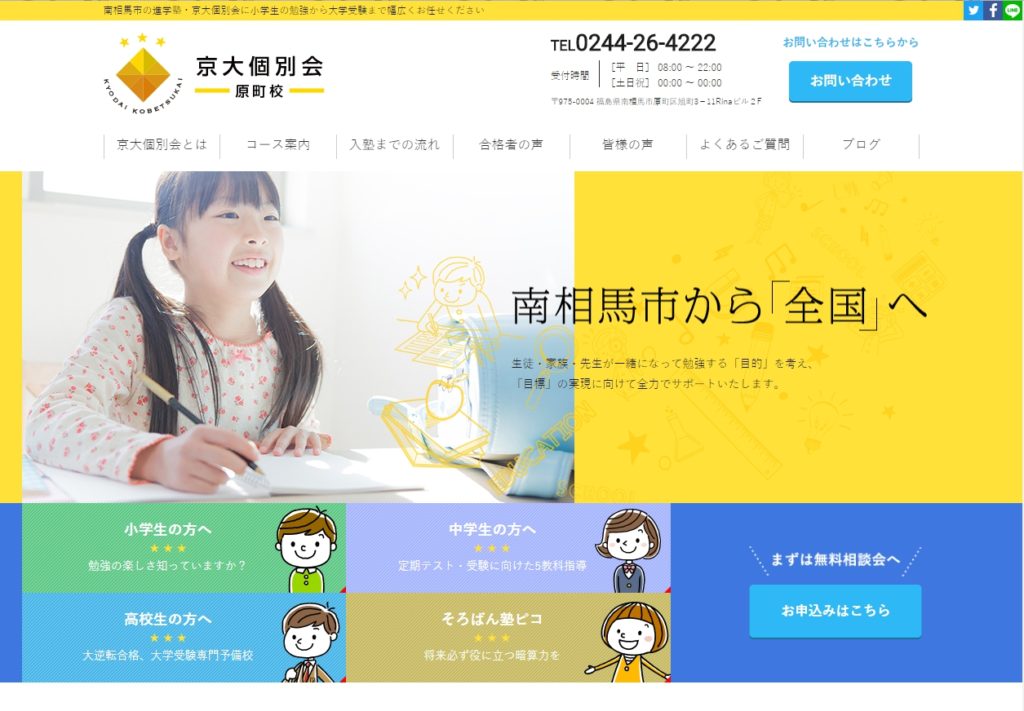 南相馬市の進学塾・京大個別会に小学生の勉強から大学受験まで幅広くお任せください
LINE
KYODAI KOBETSUKAI
京大個別会
原町校
TEL0244-26-4222
受付時間
［平　日］ 08:00 ～ 22:00
［土日祝］ 00:00 ～ 00:00
〒975-0004 福島県南相馬市原町区旭町3－11Rinaビル２F
お問い合わせはこちらから
お問い合わせ
京大個別会とは
コース案内
入塾までの流れ
合格者の声
皆様の声
よくあるご質問
ブログ
南相馬市から「全国」へ
生徒・家族・先生が一緒になって勉強する「目的」を考え、
「目標」の実現に向けて全力でサポートいたします。
SCHOOL
EDUCATION
SCHOOL
小学生の方へ
★★★
勉強の楽しさ知っていますか？
中学生の方へ
★★★
定期テスト・受験に向けた5教科指導
高校生の方へ
★★★
大逆転合格、大学受験専門予備校
そろばん塾ピコ
★★★
将来必ず役に立つ暗算力を
まずは無料相談会へ
お申込みはこちら